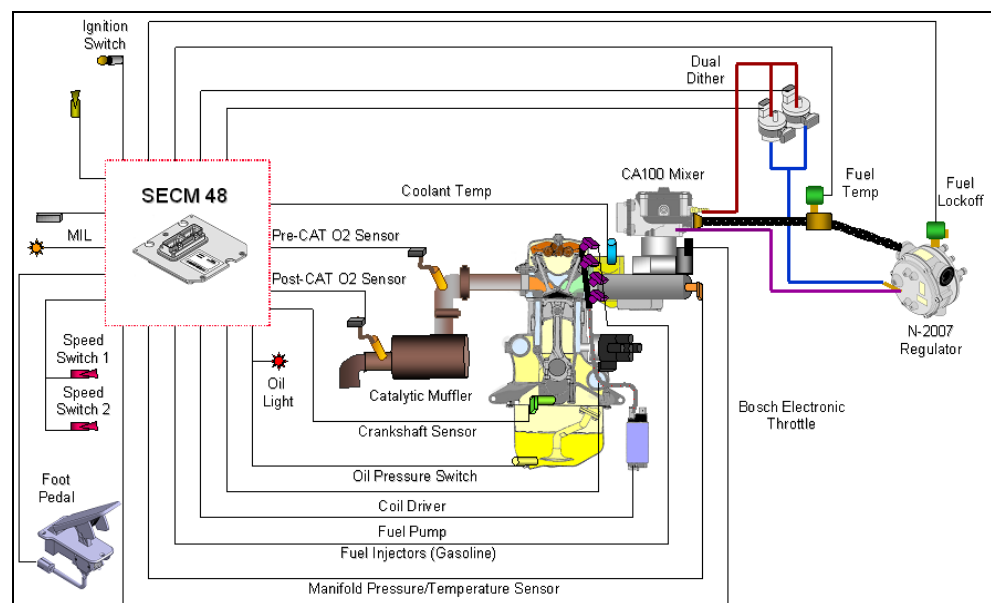 Ignition
Switch
Dual
Dither
CA100 Mixer
Fuel
Temp
Fuel
Lockoff
SECM 48
Coolant Temp
MIL
Pre-CAT O2 Sensor
Post-CAT O2 Sensor
N-2007
Regulator
Speed
Switch 1
Speed
Switch 2
Oil
Light
Catalytic Muffler
Bosch Electronic
Throttle
Crankshaft Sensor
Oil Pressure Switch
Foot
Pedal
Coil Driver
Fuel Pump
Fuel Injectors (Gasoline)
Manifold Pressure/Temperature Sensor